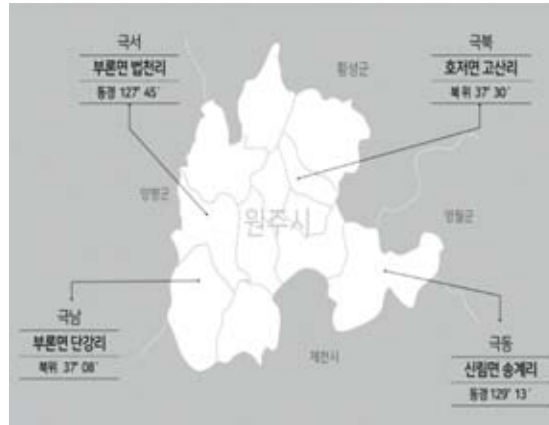 극서
부론면 법천리
동경 127° 45´
극북
호저면 고산리
북위 37° 30´
횡성군
양평군
원주시
영월군
극남
부론면 단강리
북위 37° 08´
제천시
극동
신림면 송계리
동경 129° 13´